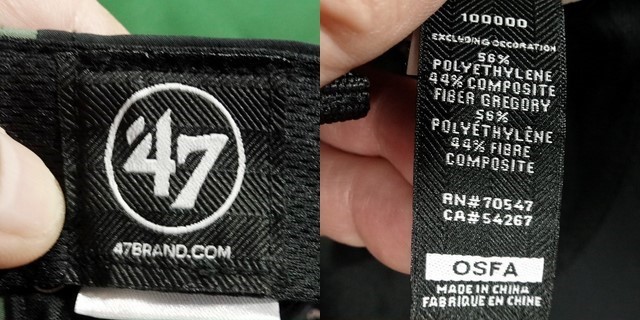 '47
47BRAND.COM
100000
EXCLUDING DECORATION
56%
POLYETHYLENE
44% COMPOSITE
FIBER GREGORY
56%
POLYÉTHYLÈNE
44% FIBRE
COMPOSITE
RN#70547
CA#54267
OSFA
MADE IN CHINA
FABRIQUE EN CHINE